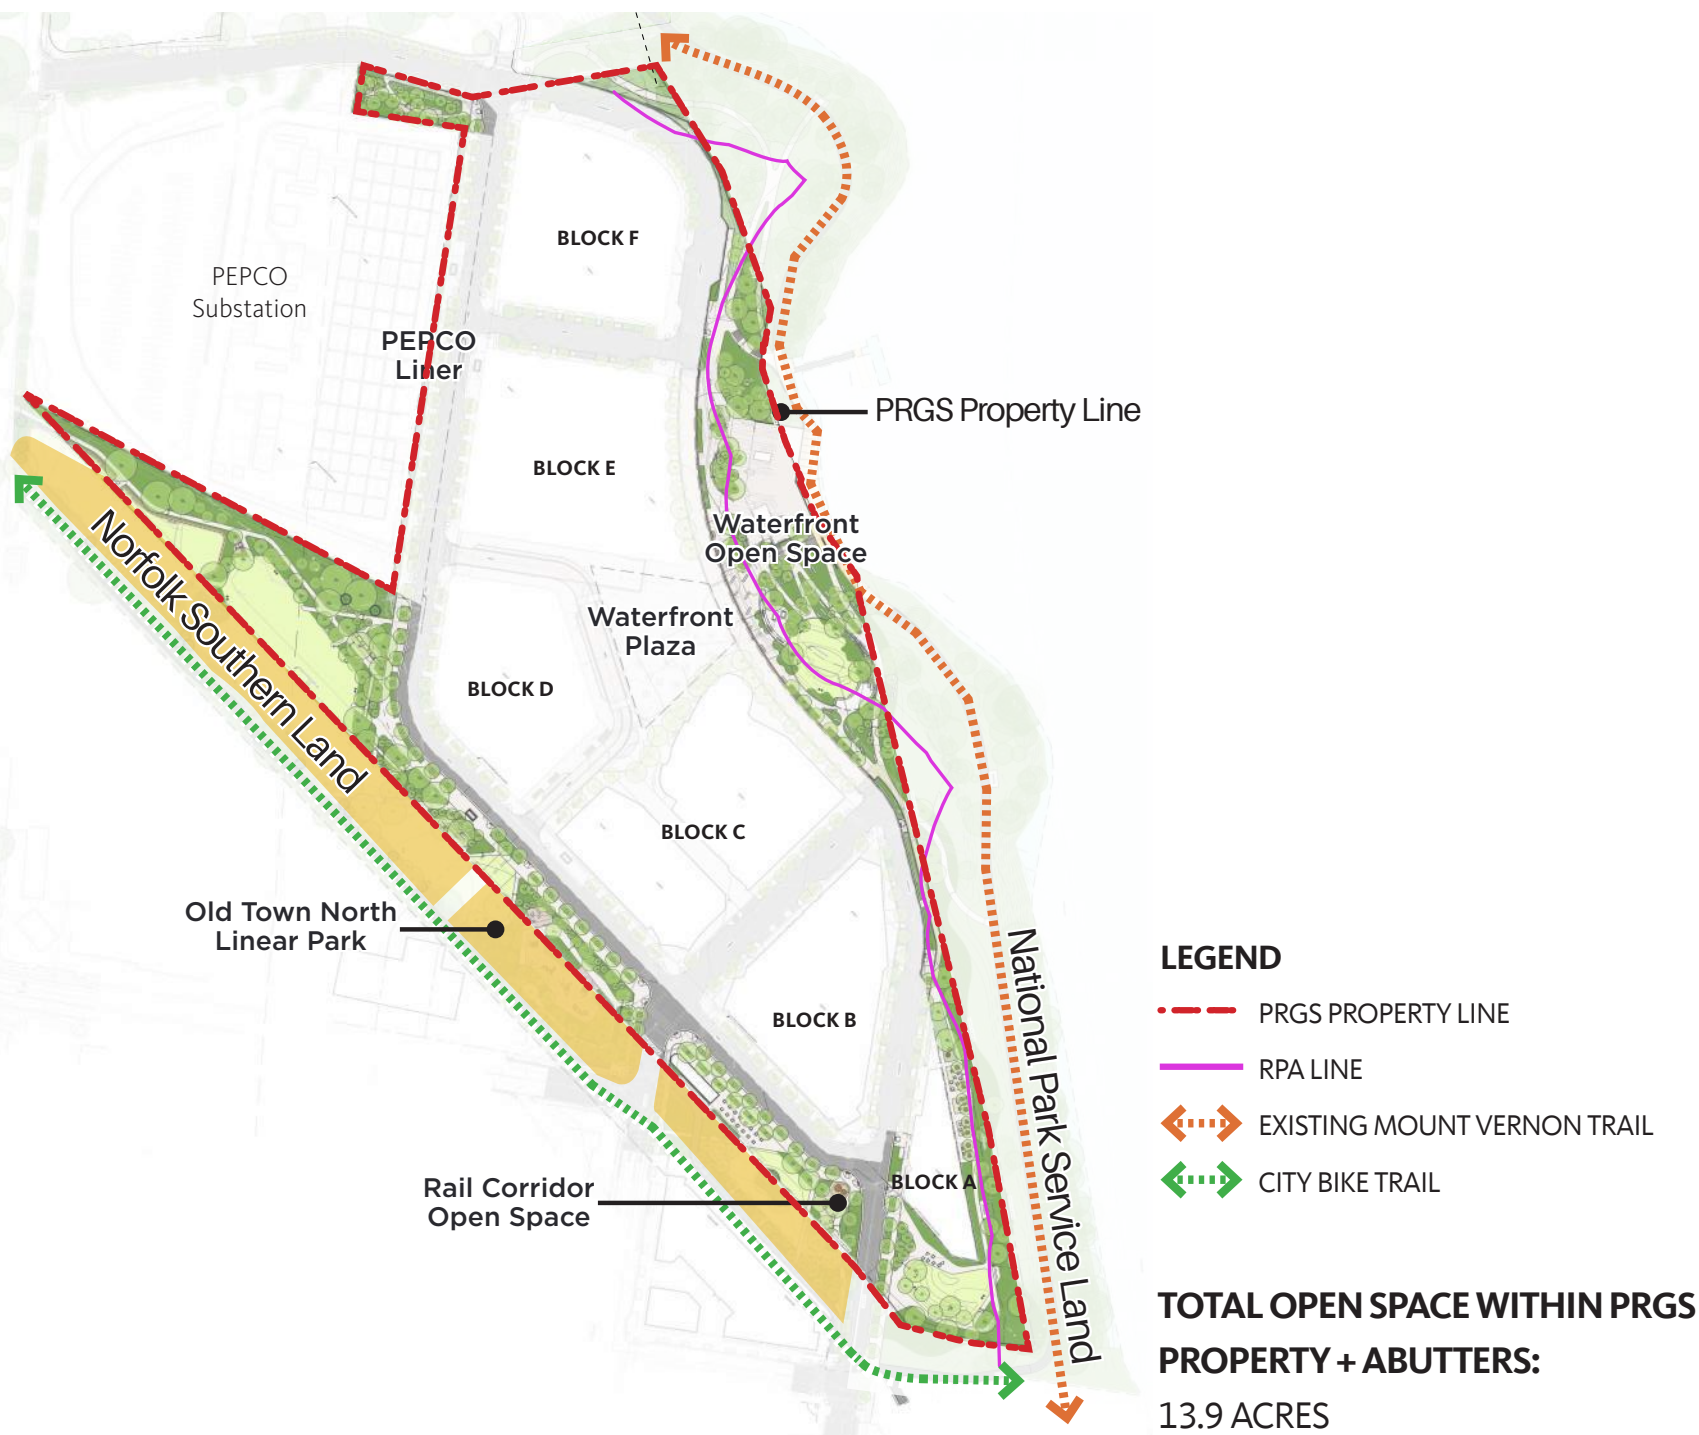 BLOCK F
PEPCO
Substation
PEPCO
Liner
PRGS Property Line
BLOCK E
Waterfront
Open Space
Norfolk Southern Land
Waterfront
Plaza
BLOCK D
BLOCK C
Old Town North
Linear Park
BLOCK B
National Park Service Land
Rail Corridor
Open Space
BLOCK A
LEGEND
PRGS PROPERTY LINE
RPA LINE
EXISTING MOUNT VERNON TRAIL
CITY BIKE TRAIL
TOTAL OPEN SPACE WITHIN PRGS
PROPERTY + ABUTTERS:
13.9 ACRES